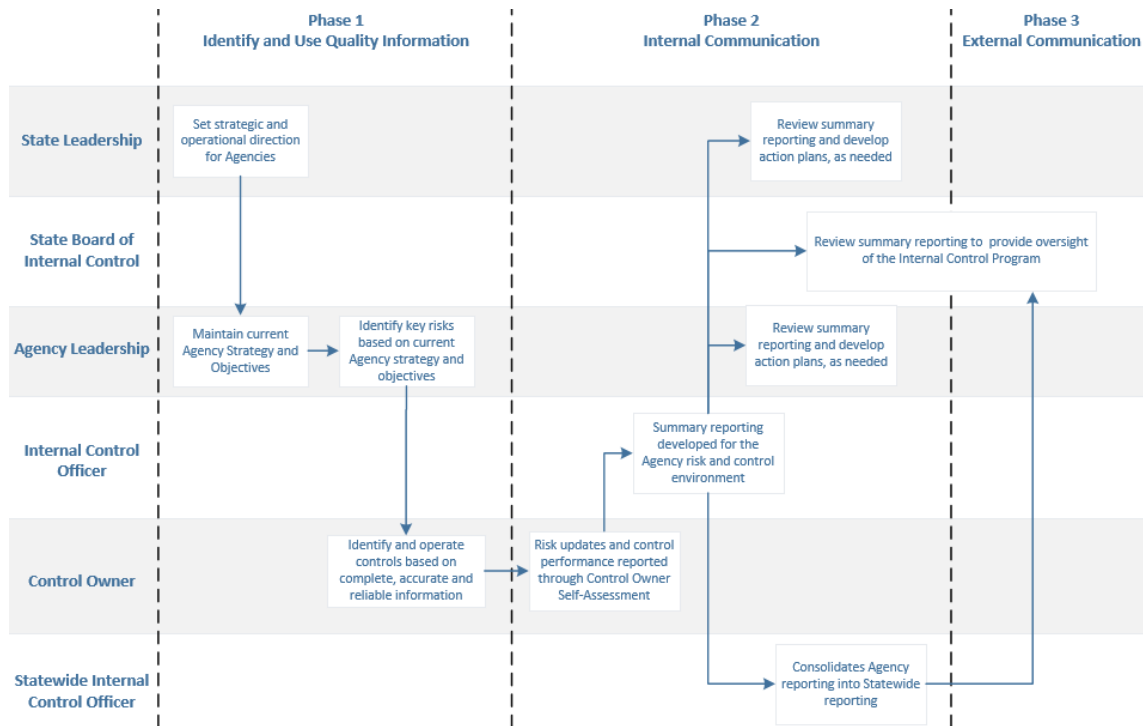 Phase 1
Identify and Use Quality Information
Phase 2
Internal Communication
Phase 3
External Communication
State Leadership
Set strategic and
operational direction
for Agencies
Review summary
reporting and develop
action plans, as needed
State Board of
Internal Control
Review summary reporting to provide oversight
of the Internal Control Program
Agency Leadership
Maintain current
Agency Strategy and
Objectives
Identify key risks
based on current
Agency strategy and
objectives
Review summary
reporting and develop
action plans, as needed
Internal Control
Officer
Summary reporting
developed for the
Agency risk and control
environment
Control Owner
Identify and operate
controls based on
complete, accurate and
reliable information
Risk updates and control
performance reported
through Control Owner
Self-Assessment
Statewide Internal
Control Officer
Consolidates Agency
reporting into Statewide
reporting